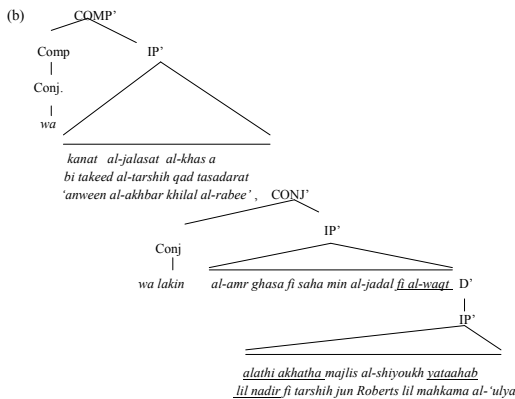 (b) COMP’
Comp IP’
Conj.
wa
kanat al-jalasat al-khas a
bi takeed al-tarshih qad tasadarat
‘anween al-akhbar khilal al-rabee’ , CONJ’
IP’
Conj
wa lakin al-amr ghasa fi saha min al-jadal fi al-waqt D’
IP’
alathi akhatha majlis al-shiyoukh yataahab
lil nadir fi tarshih jun Roberts lil mahkama al-‘ulya